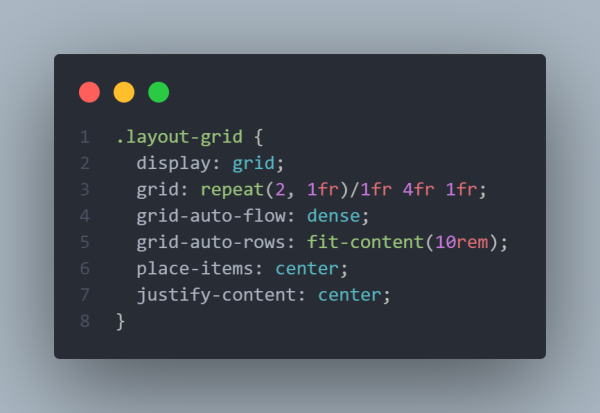 1 .layout-grid {
2   display: grid;
3   grid: repeat(2, 1fr)/1fr 4fr 1fr;
4   grid-auto-flow: dense;
5   grid-auto-rows: fit-content(10rem);
6   place-items: center;
7   justify-content: center;
8 }